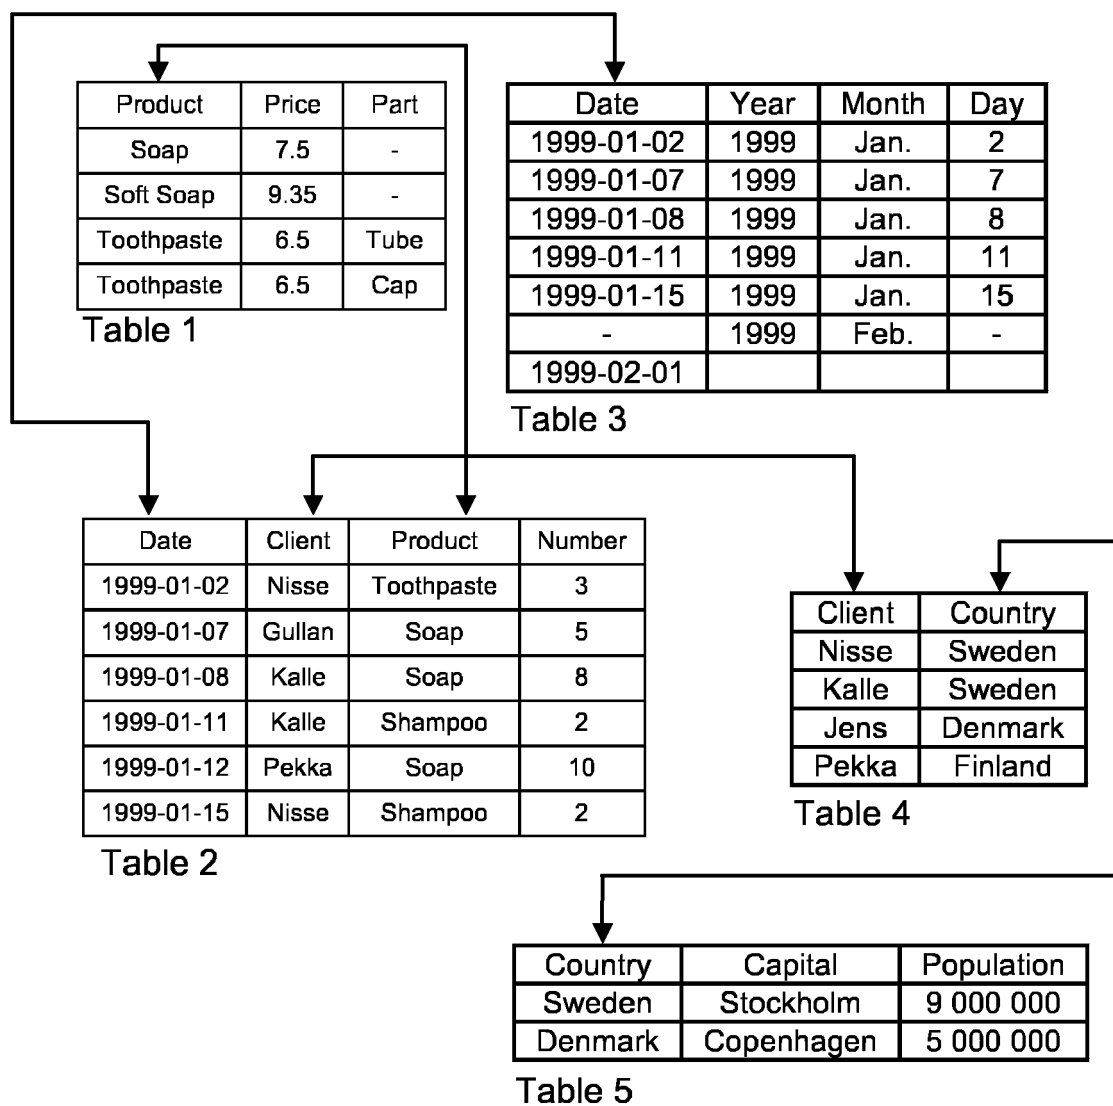 Product Price Part
Soap 7.5 -
Soft Soap 9.35 -
Toothpaste 6.5 Tube
Toothpaste 6.5 Cap
Table 1
Date Year Month Day
1999-01-02 1999 Jan. 2
1999-01-07 1999 Jan. 7
1999-01-08 1999 Jan. 8
1999-01-11 1999 Jan. 11
1999-01-15 1999 Jan. 15
- 1999 Feb. -
1999-02-01
Table 3
Date Client Product Number
1999-01-02 Nisse Toothpaste 3
1999-01-07 Gullan Soap 5
1999-01-08 Kalle Soap 8
1999-01-11 Kalle Shampoo 2
1999-01-12 Pekka Soap 10
1999-01-15 Nisse Shampoo 2
Table 2
Client Country
Nisse Sweden
Kalle Sweden
Jens Denmark
Pekka Finland
Table 4
Country Capital Population
Sweden Stockholm 9 000 000
Denmark Copenhagen 5 000 000
Table 5